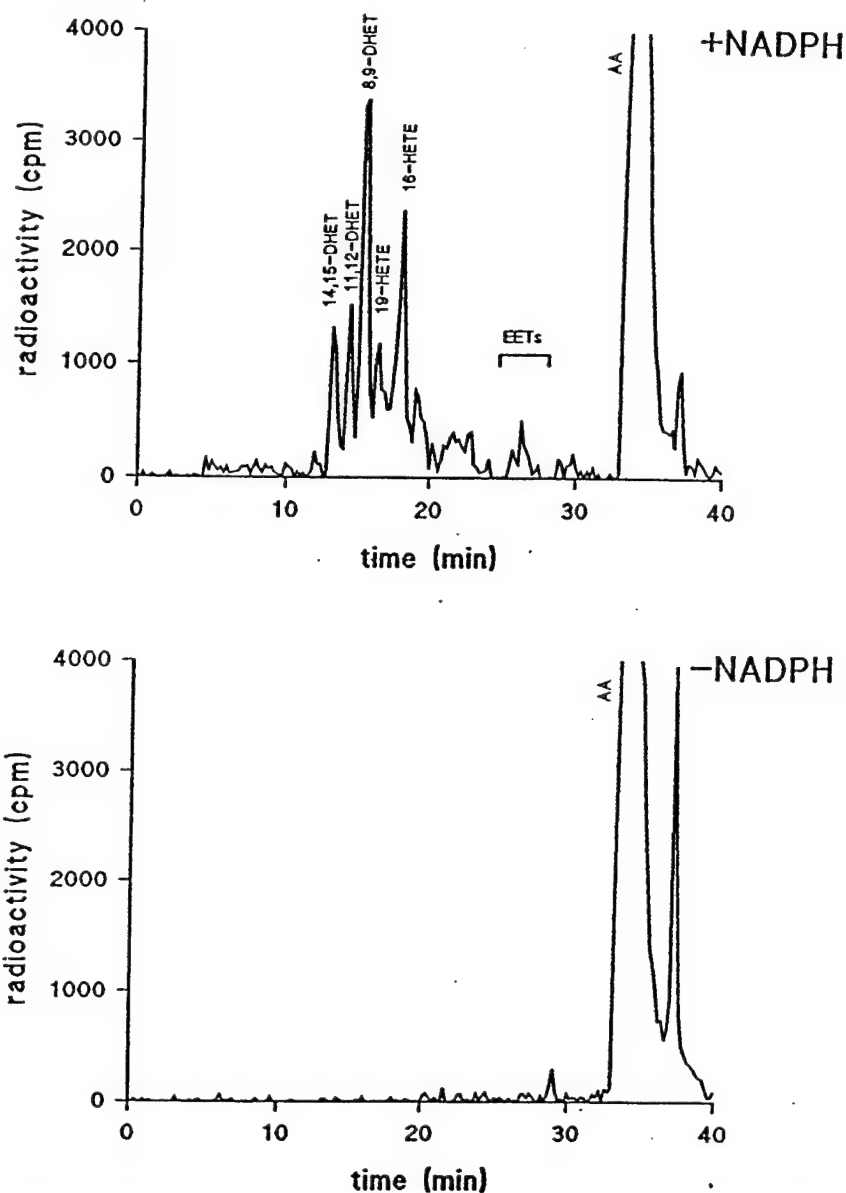 4000
3000
2000
1000
0
radioactivity (cpm)
14,15-DHET
11,12-DHET
8,9-DHET
19-HETE
16-HETE
EETs
AA
+NADPH
0
10
20
30
40
time (min)
4000
3000
2000
1000
0
radioactivity (cpm)
AA
-NADPH
0
10
20
30
40
time (min)